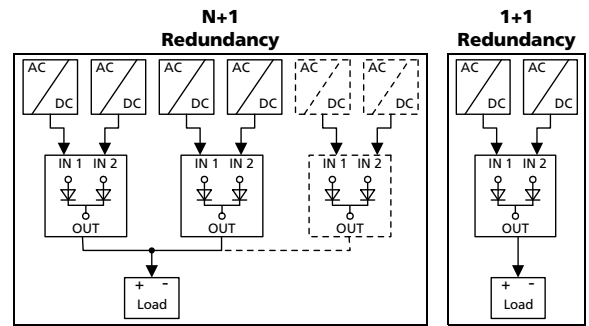 N+1
Redundancy
1+1
Redundancy
AC AC AC AC AC AC AC AC
DC DC DC DC DC DC DC DC
IN 1 IN 2 IN 1 IN 2 IN 1 IN 2 IN 1 IN 2
OUT OUT OUT OUT
+ - + -
Load Load